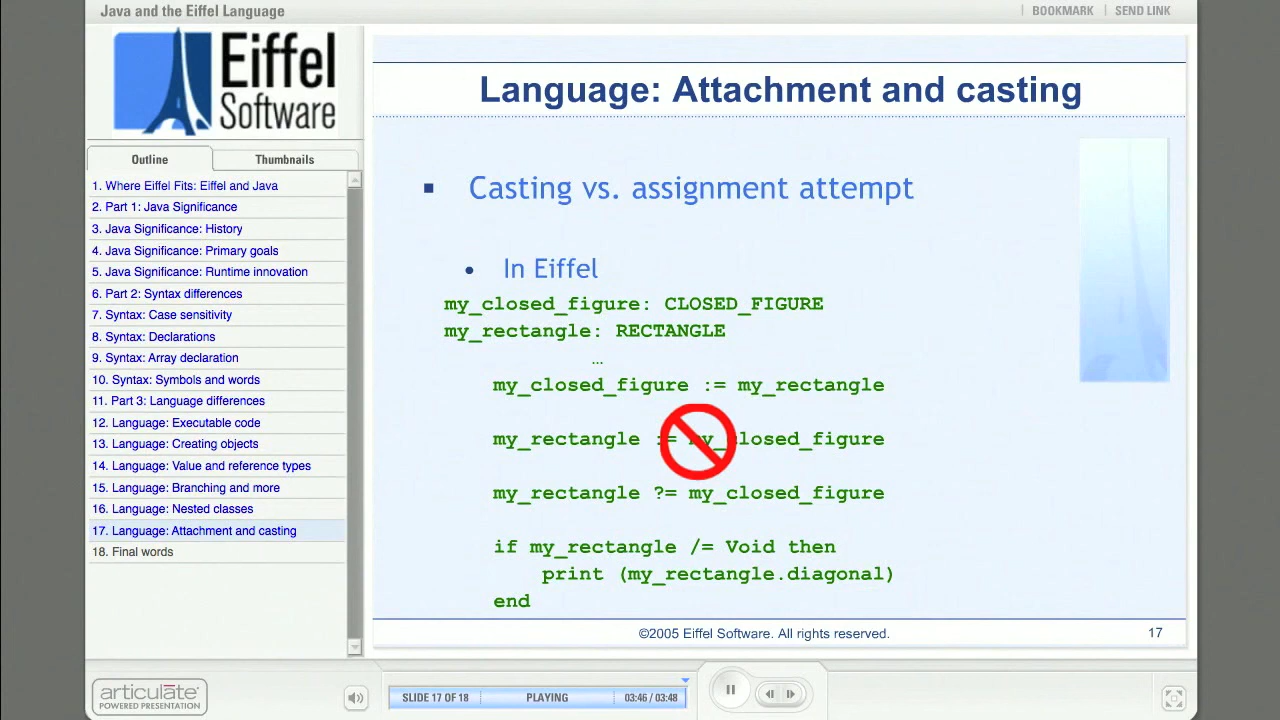 Java and the Eiffel Language
BOOKMARK
SEND LINK
Eiffel
Software
Outline
Thumbnails
1. Where Eiffel Fits: Eiffel and Java
2. Part 1: Java Significance
3. Java Significance: History
4. Java Significance: Primary goals
5. Java Significance: Runtime innovation
6. Part 2: Syntax differences
7. Syntax: Case sensitivity
8. Syntax: Declarations
9. Syntax: Array declaration
10. Syntax: Symbols and words
11. Part 3: Language differences
12. Language: Executable code
13. Language: Creating objects
14. Language: Value and reference types
15. Language: Branching and more
16. Language: Nested classes
17. Language: Attachment and casting
18. Final words
Language: Attachment and casting
Casting vs. assignment attempt
In Eiffel
my_closed_figure: CLOSED_FIGURE
my_rectangle: RECTANGLE
…
my_closed_figure := my_rectangle
my_rectangle := my_closed_figure
my_rectangle ?= my_closed_figure
if my_rectangle /= Void then
print (my_rectangle.diagonal)
end
©2005 Eiffel Software. All rights reserved.
17
articulate
POWERED PRESENTATION
SLIDE 17 OF 18
PLAYING
03:46 / 03:48